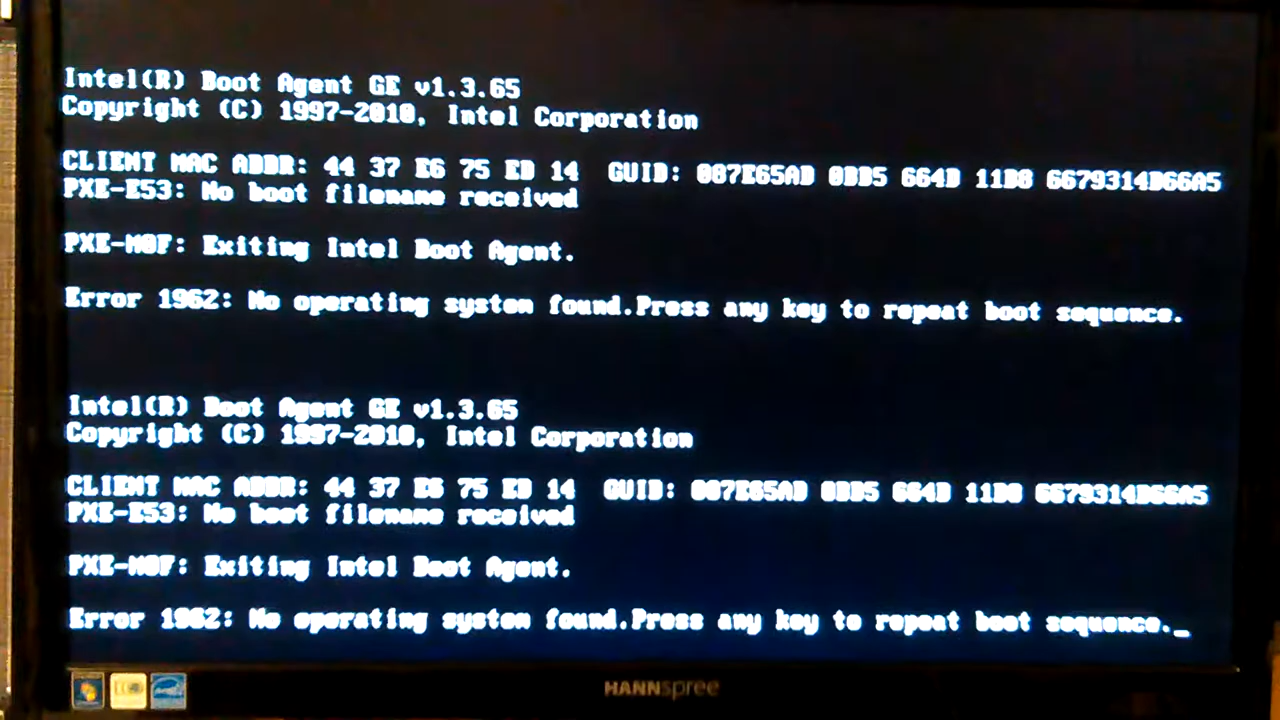 Intel(R) Boot Agent GE v1.3.65
Copyright (C) 1997-2010, Intel Corporation
CLIENT MAC ADDR: 44 37 E6 75 ED 14 GUID: 087E65AD 0BD5 664D 11D8 6679314D66A5
PXE-E53: No boot filename received
PXE-M0F: Exiting Intel Boot Agent.
Error 1962: No operating system found.Press any key to repeat boot sequence.
Intel(R) Boot Agent GE v1.3.65
Copyright (C) 1997-2010, Intel Corporation
CLIENT MAC ADDR: 44 37 E6 75 ED 14 GUID: 087E65AD 0BD5 664D 11D8 6679314D66A5
PXE-E53: No boot filename received
PXE-M0F: Exiting Intel Boot Agent.
Error 1962: No operating system found.Press any key to repeat boot sequence._
HANNspree